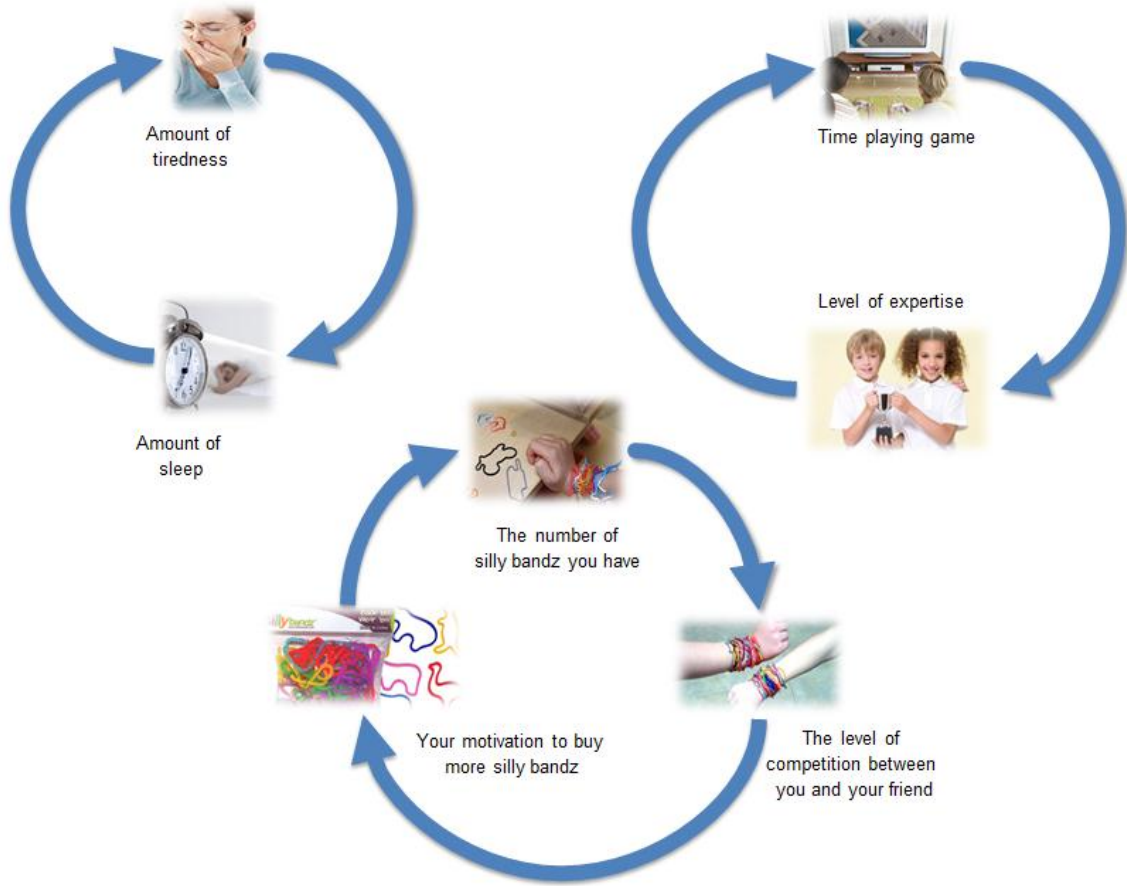 Amount of
tiredness
Time playing game
Level of expertise
Amount of
sleep
The number of
silly bandz you have
Your motivation to buy
more silly bandz
The level of
competition between
you and your friend